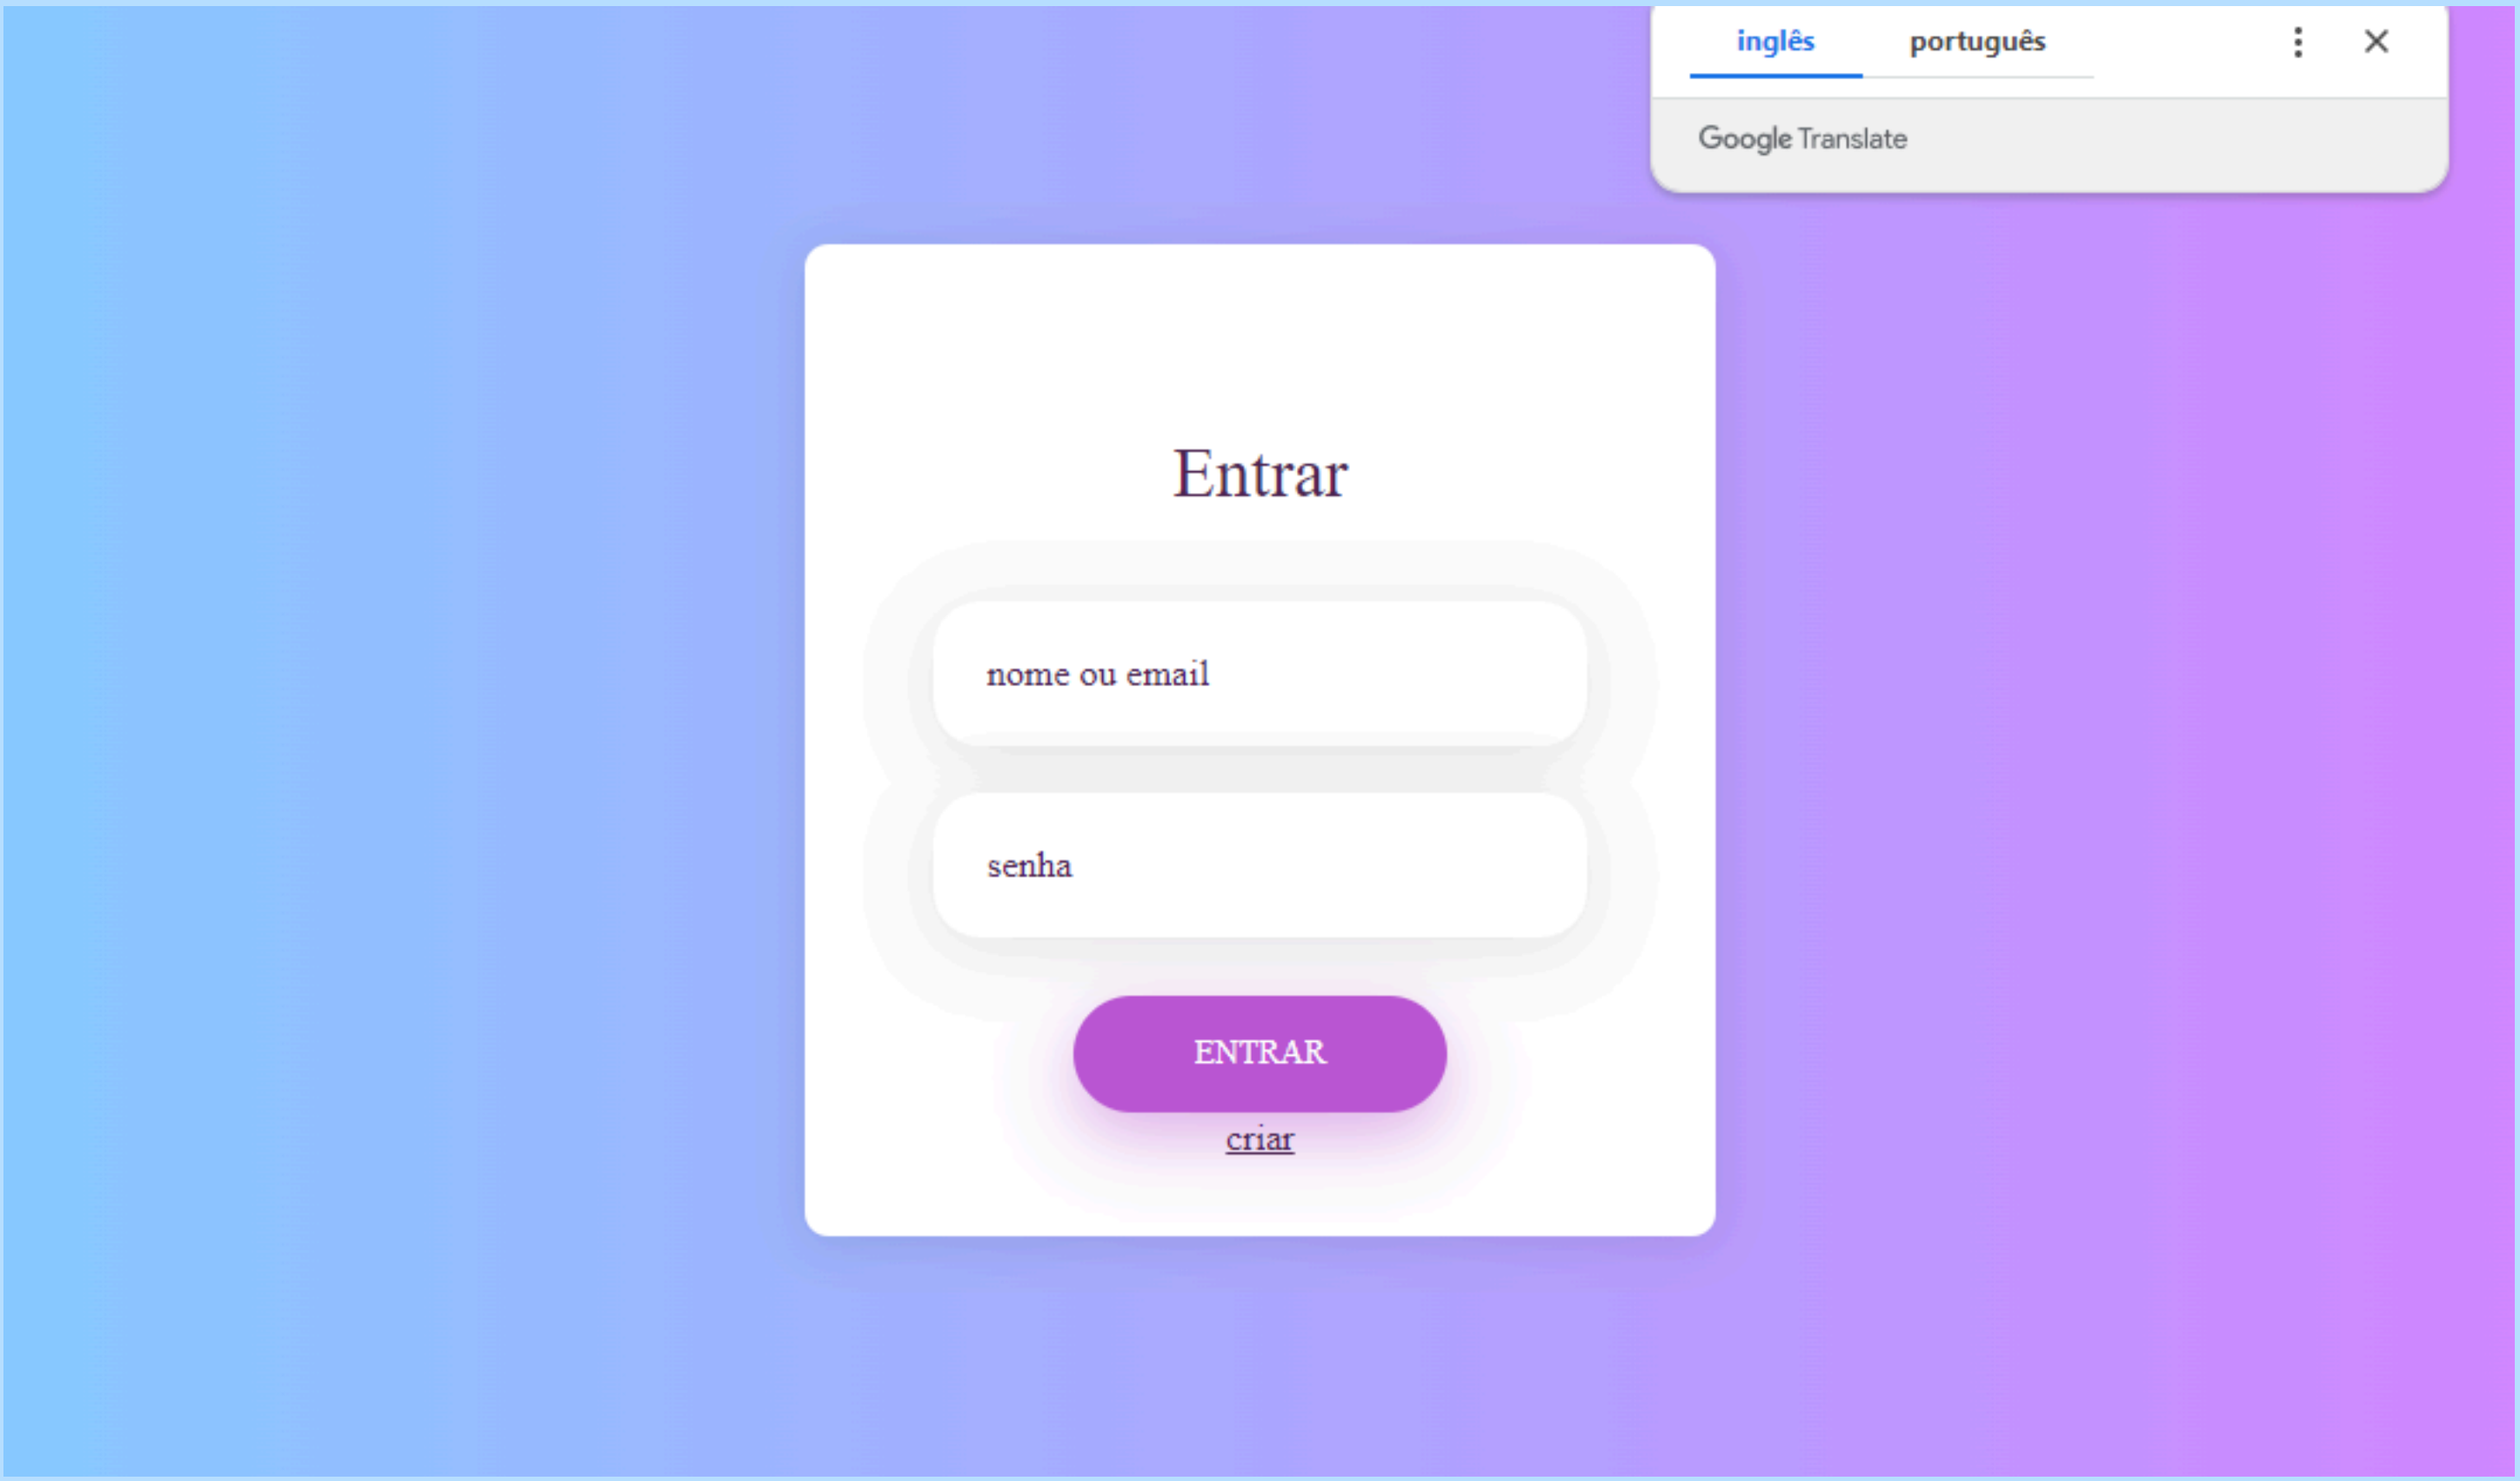 inglês português
Google Translate
Entrar
nome ou email
senha
ENTRAR
criar